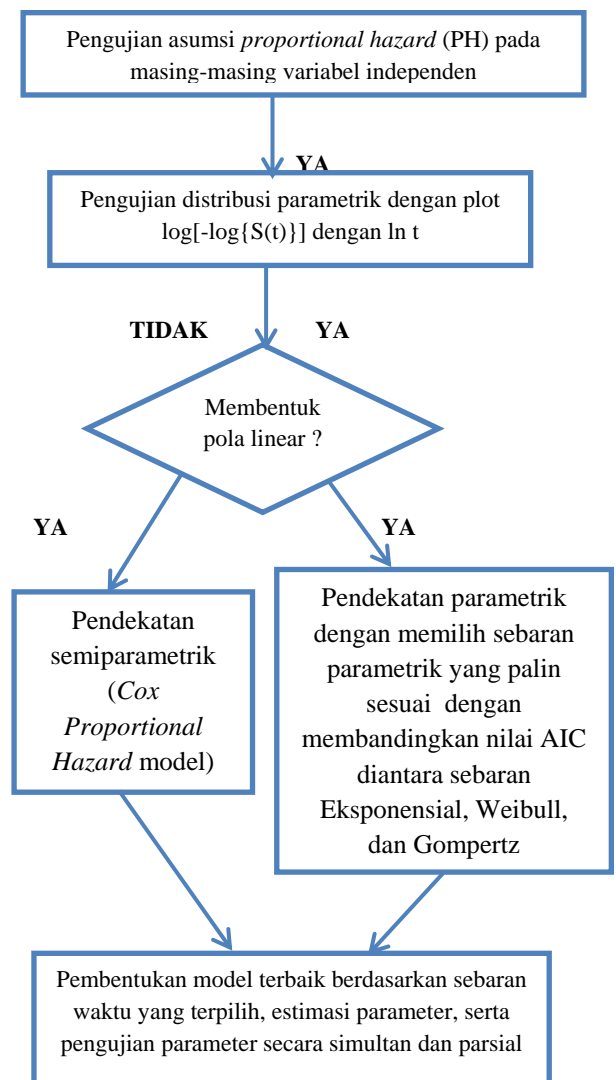 Pengujian asumsi proportional hazard (PH) pada
masing-masing variabel independen
YA
Pengujian distribusi parametrik dengan plot
log[-log{S(t)}] dengan ln t
TIDAK YA
Membentuk
pola linear ?
YA
YA
Pendekatan
semiparametrik
(Cox
Proportional
Hazard model)
Pendekatan parametrik
dengan memilih sebaran
parametrik yang palin
sesuai dengan
membandingkan nilai AIC
diantara sebaran
Eksponensial, Weibull,
dan Gompertz
Pembentukan model terbaik berdasarkan sebaran
waktu yang terpilih, estimasi parameter, serta
pengujian parameter secara simultan dan parsial